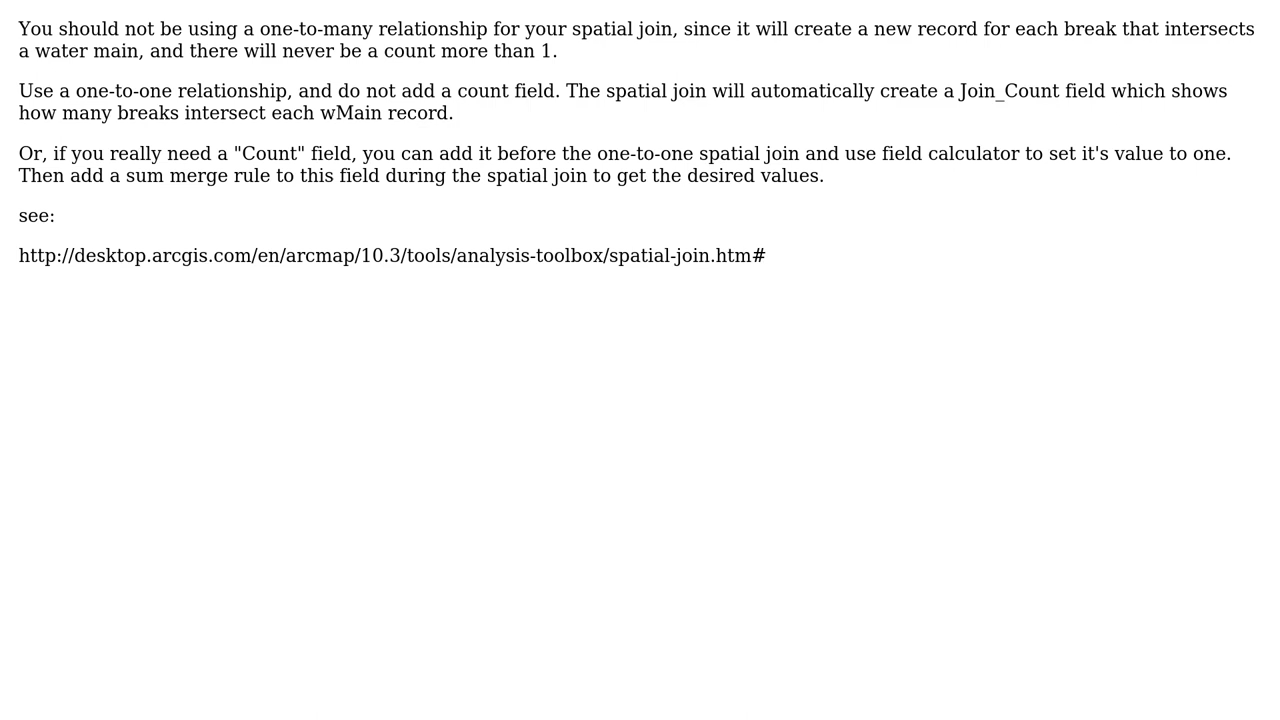 You should not be using a one-to-many relationship for your spatial join, since it will create a new record for each break that intersects
a water main, and there will never be a count more than 1.
Use a one-to-one relationship, and do not add a count field. The spatial join will automatically create a Join_Count field which shows
how many breaks intersect each wMain record.
Or, if you really need a "Count" field, you can add it before the one-to-one spatial join and use field calculator to set it's value to one.
Then add a sum merge rule to this field during the spatial join to get the desired values.
see:
http://desktop.arcgis.com/en/arcmap/10.3/tools/analysis-toolbox/spatial-join.htm#